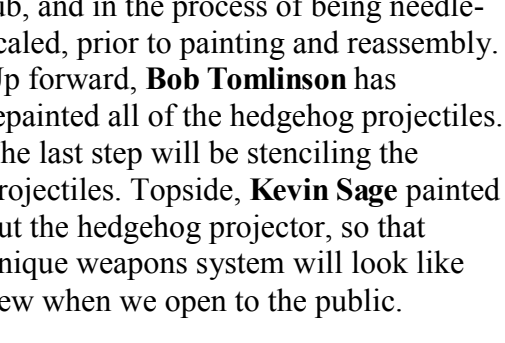 ub, and in the process of being needle-
caled, prior to painting and reassembly.
Up forward, Bob Tomlinson has
epainted all of the hedgehog projectiles.
he last step will be stenciling the
rojectiles. Topside, Kevin Sage painted
ut the hedgehog projector, so that
nique weapons system will look like
ew when we open to the public.